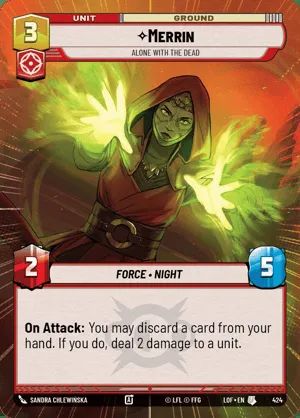 UNIT
GROUND
3
✧MERRIN
ALONE WITH THE DEAD
2
5
FORCE • NIGHT
On Attack: You may discard a card from your
hand. If you do, deal 2 damage to a unit.
SANDRA CHLEWIŃSKA
© LFL © FFG
LOF • EN
424